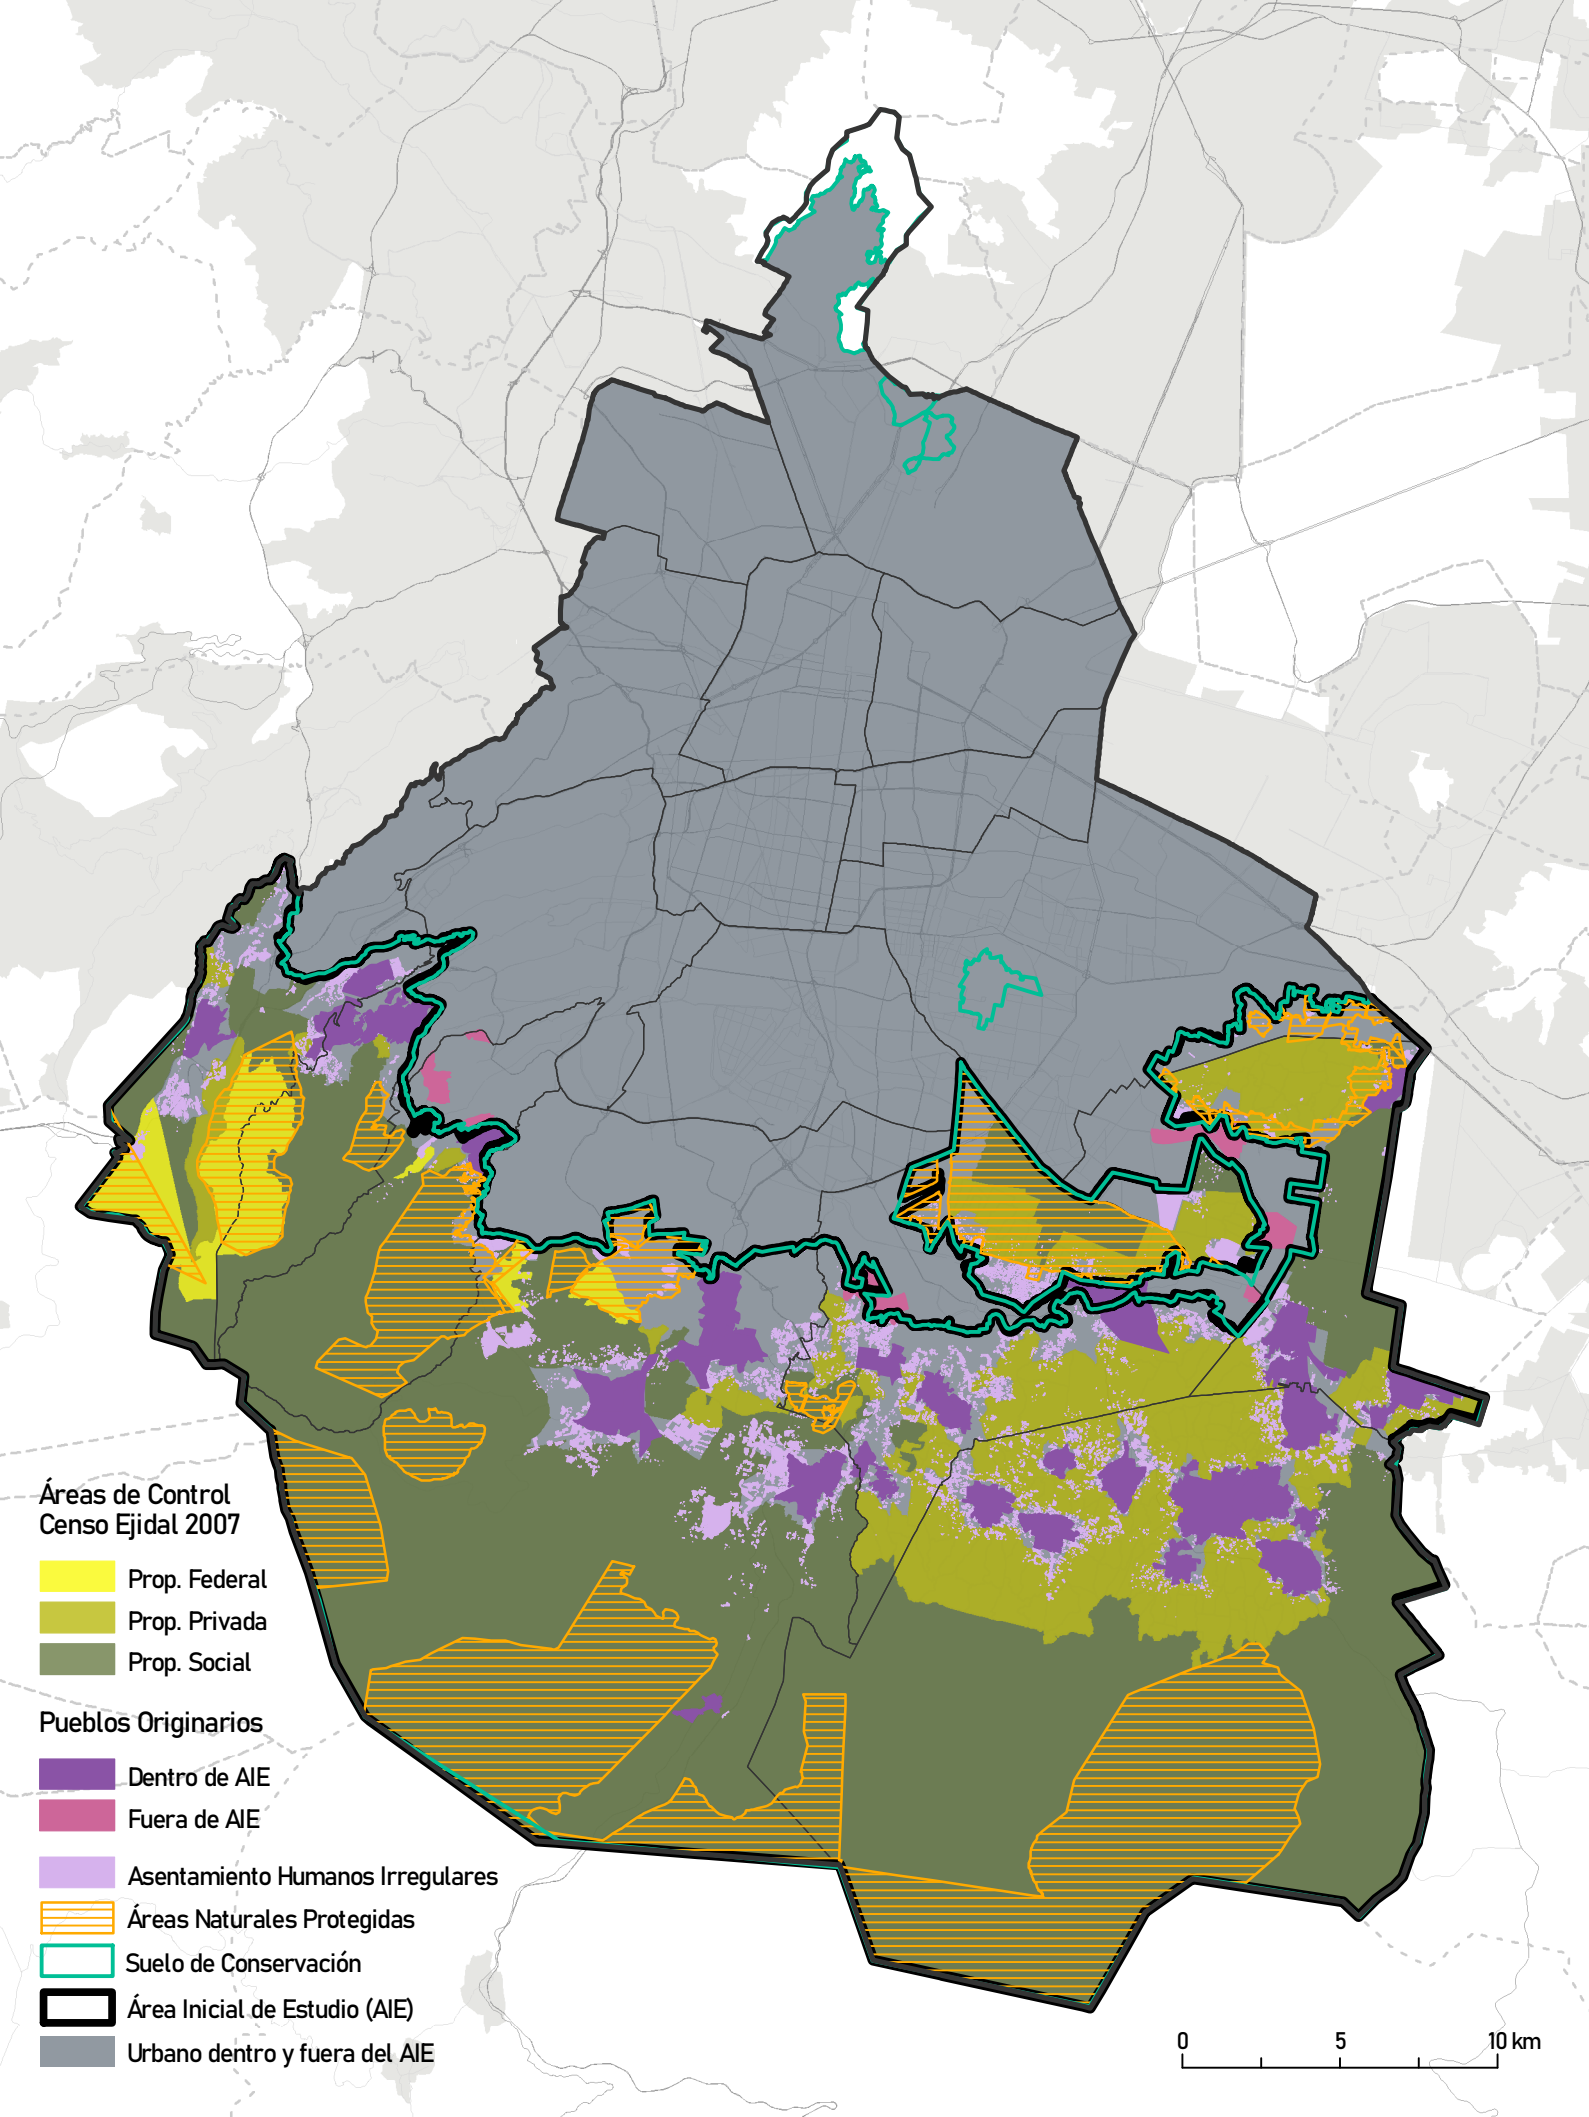 Áreas de Control
Censo Ejidal 2007
Prop. Federal
Prop. Privada
Prop. Social
Pueblos Originarios
Dentro de AIE
Fuera de AIE
Asentamiento Humanos Irregulares
Áreas Naturales Protegidas
Suelo de Conservación
Área Inicial de Estudio (AIE)
Urbano dentro y fuera del AIE
0 5 10 km